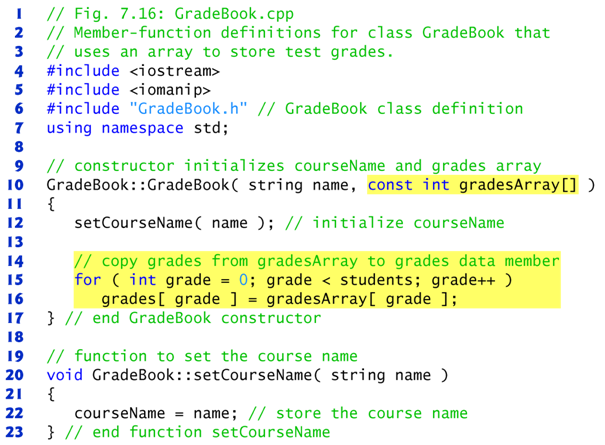 1 // Fig. 7.16: GradeBook.cpp
2 // Member-function definitions for class GradeBook that
3 // uses an array to store test grades.
4 #include <iostream>
5 #include <iomanip>
6 #include "GradeBook.h" // GradeBook class definition
7 using namespace std;
8
9 // constructor initializes courseName and grades array
10 GradeBook::GradeBook( string name, const int gradesArray[] )
11 {
12    setCourseName( name ); // initialize courseName
13
14    // copy grades from gradesArray to grades data member
15    for ( int grade = 0; grade < students; grade++ )
16       grades[ grade ] = gradesArray[ grade ];
17 } // end GradeBook constructor
18
19 // function to set the course name
20 void GradeBook::setCourseName( string name )
21 {
22    courseName = name; // store the course name
23 } // end function setCourseName